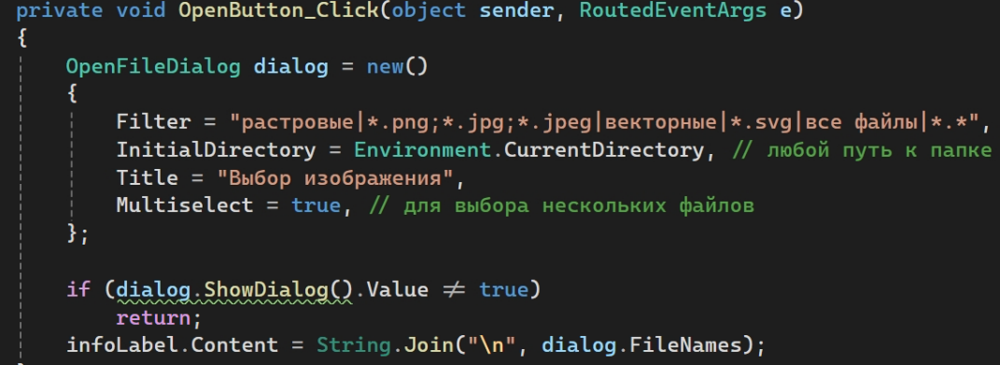 private void OpenButton_Click(object sender, RoutedEventArgs e)
{
OpenFileDialog dialog = new()
{
Filter = "растровые|*.png;*.jpg;*.jpeg|векторные|*.svg|все файлы|*.*",
InitialDirectory = Environment.CurrentDirectory, // любой путь к папке
Title = "Выбор изображения",
Multiselect = true, // для выбора нескольких файлов
};
if (dialog.ShowDialog().Value != true)
return;
infoLabel.Content = String.Join("\n", dialog.FileNames);